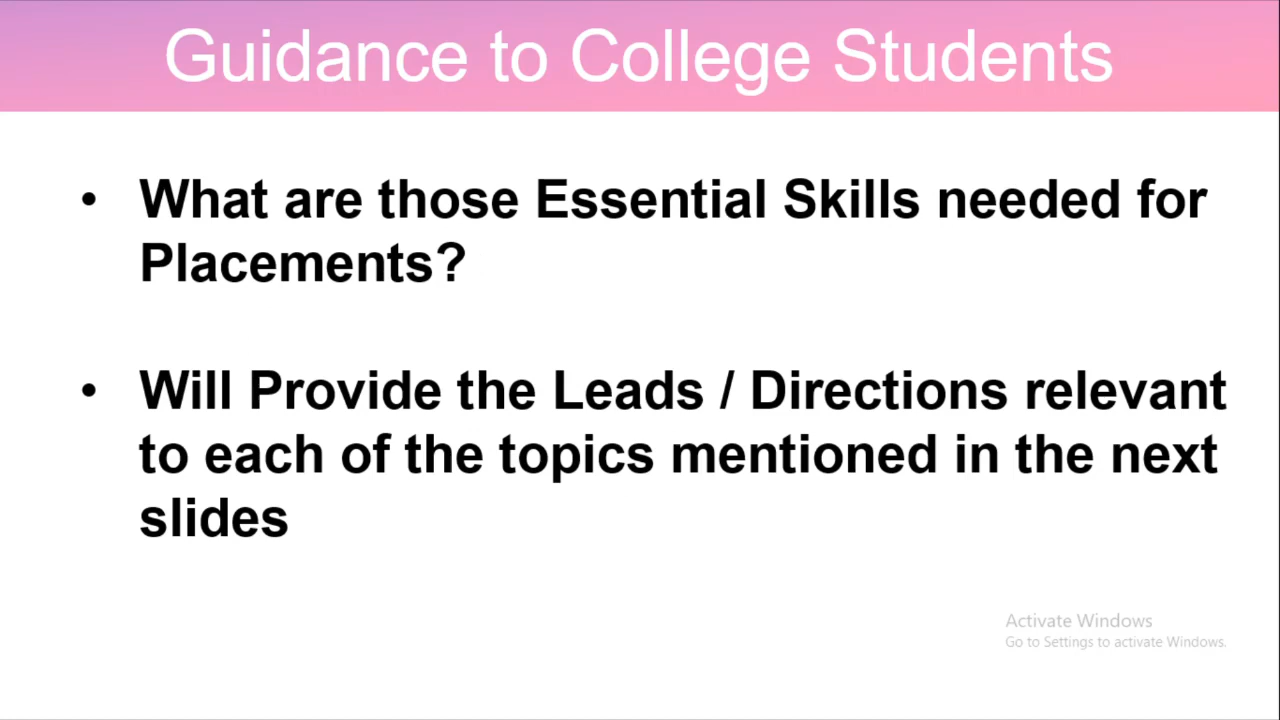 Guidance to College Students
• What are those Essential Skills needed for
Placements?
• Will Provide the Leads / Directions relevant
to each of the topics mentioned in the next
slides
Activate Windows
Go to Settings to activate Windows.